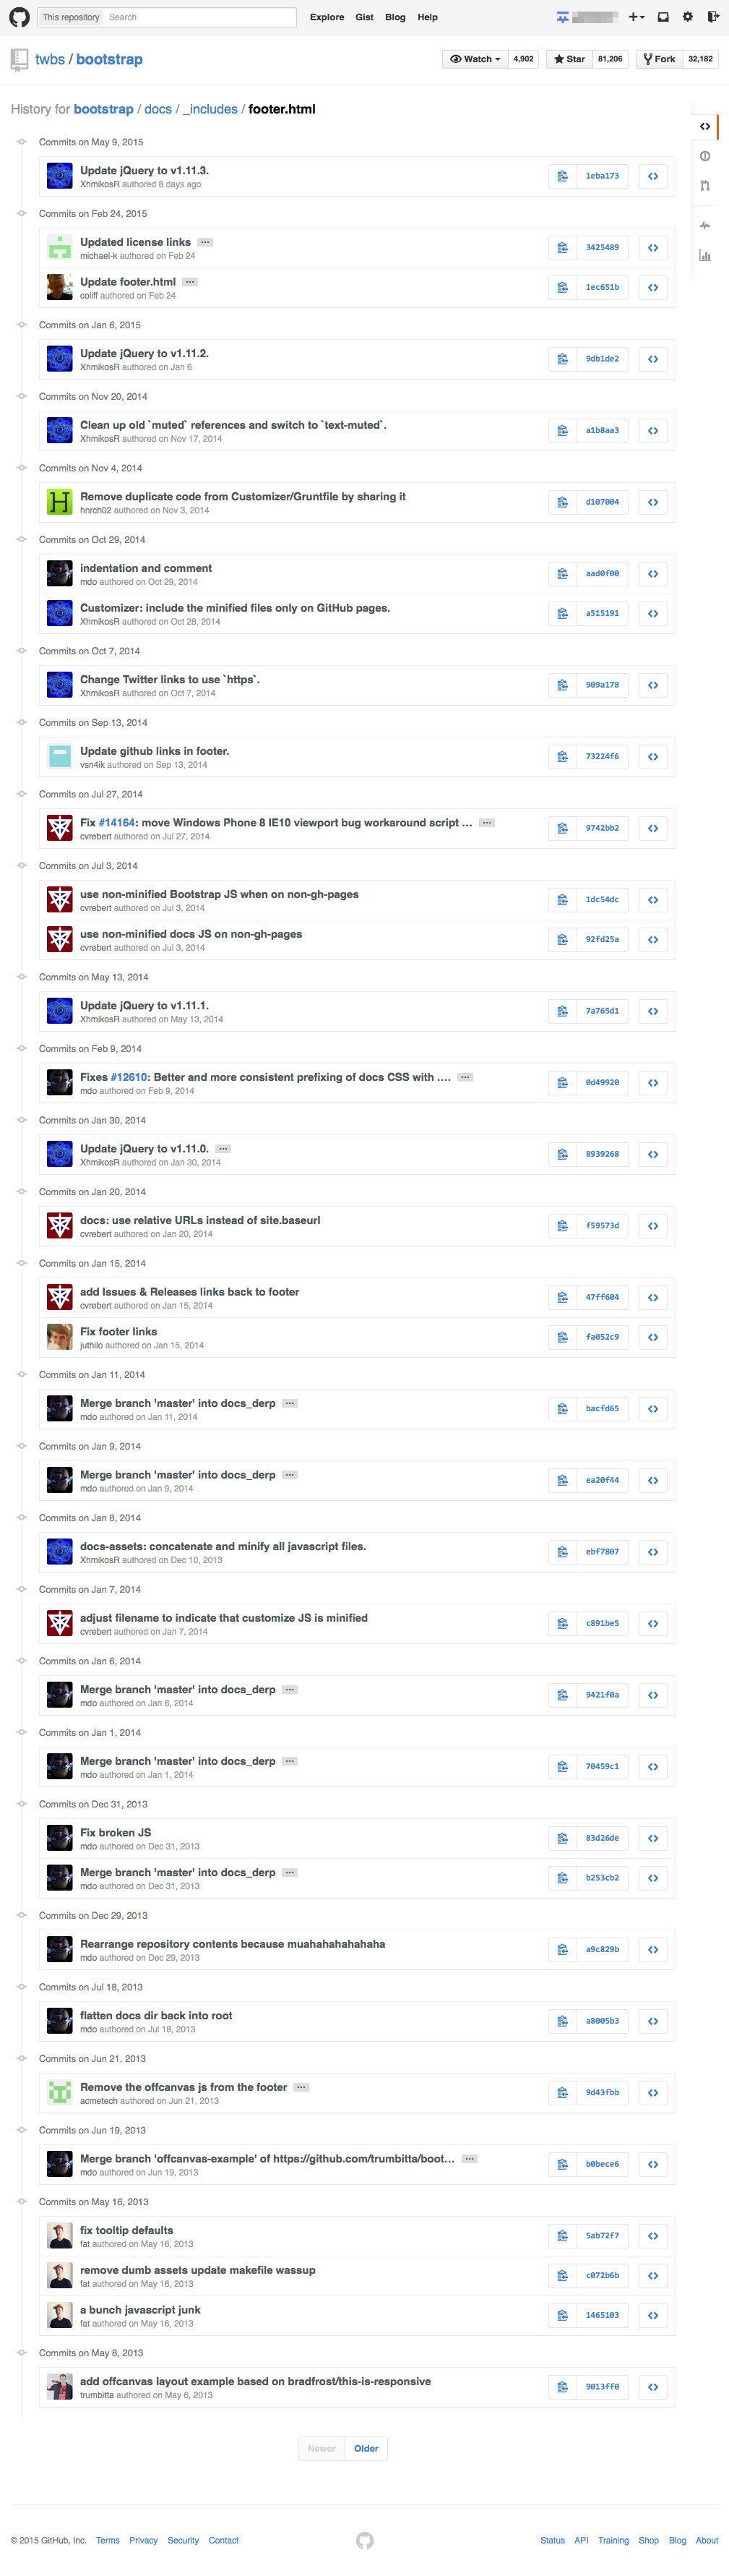 This repository Search Explore Gist Blog Help
twbs / bootstrap Watch 4,902 Star 81,206 Fork 32,182
History for bootstrap / docs / _includes / footer.html
Commits on May 9, 2015
Update jQuery to v1.11.3.
XhmikosR authored 8 days ago 1eba173
Commits on Feb 24, 2015
Updated license links …
michael-k authored on Feb 24 3425489
Update footer.html …
coliff authored on Feb 24 1ec651b
Commits on Jan 6, 2015
Update jQuery to v1.11.2.
XhmikosR authored on Jan 6 9db1de2
Commits on Nov 20, 2014
Clean up old `muted` references and switch to `text-muted`.
XhmikosR authored on Nov 17, 2014 a1b8aa3
Commits on Nov 4, 2014
Remove duplicate code from Customizer/Gruntfile by sharing it
hnrch02 authored on Nov 3, 2014 d107004
Commits on Oct 29, 2014
indentation and comment
mdo authored on Oct 29, 2014 aad0f00
Customizer: include the minified files only on GitHub pages.
XhmikosR authored on Oct 28, 2014 a515191
Commits on Oct 7, 2014
Change Twitter links to use `https`.
XhmikosR authored on Oct 7, 2014 909a178
Commits on Sep 13, 2014
Update github links in footer.
vsn4ik authored on Sep 13, 2014 73224f6
Commits on Jul 27, 2014
Fix #14164: move Windows Phone 8 IE10 viewport bug workaround script … …
cvrebert authored on Jul 27, 2014 9742bb2
Commits on Jul 3, 2014
use non-minified Bootstrap JS when on non-gh-pages
cvrebert authored on Jul 3, 2014 1dc54dc
use non-minified docs JS on non-gh-pages
cvrebert authored on Jul 3, 2014 92fd25a
Commits on May 13, 2014
Update jQuery to v1.11.1.
XhmikosR authored on May 13, 2014 7a765d1
Commits on Feb 9, 2014
Fixes #12610: Better and more consistent prefixing of docs CSS with .… …
mdo authored on Feb 9, 2014 0d49920
Commits on Jan 30, 2014
Update jQuery to v1.11.0. …
XhmikosR authored on Jan 30, 2014 8939268
Commits on Jan 20, 2014
docs: use relative URLs instead of site.baseurl
cvrebert authored on Jan 20, 2014 f59573d
Commits on Jan 15, 2014
add Issues & Releases links back to footer
cvrebert authored on Jan 15, 2014 47ff604
Fix footer links
juthilo authored on Jan 15, 2014 fa052c9
Commits on Jan 11, 2014
Merge branch 'master' into docs_derp …
mdo authored on Jan 11, 2014 bacfd65
Commits on Jan 9, 2014
Merge branch 'master' into docs_derp …
mdo authored on Jan 9, 2014 ea20f44
Commits on Jan 8, 2014
docs-assets: concatenate and minify all javascript files.
XhmikosR authored on Dec 10, 2013 ebf7807
Commits on Jan 7, 2014
adjust filename to indicate that customize JS is minified
cvrebert authored on Jan 7, 2014 c891be5
Commits on Jan 6, 2014
Merge branch 'master' into docs_derp …
mdo authored on Jan 6, 2014 9421f0a
Commits on Jan 1, 2014
Merge branch 'master' into docs_derp …
mdo authored on Jan 1, 2014 70459c1
Commits on Dec 31, 2013
Fix broken JS
mdo authored on Dec 31, 2013 83d26de
Merge branch 'master' into docs_derp …
mdo authored on Dec 31, 2013 b253cb2
Commits on Dec 29, 2013
Rearrange repository contents because muahahahahahaha
mdo authored on Dec 29, 2013 a9c829b
Commits on Jul 18, 2013
flatten docs dir back into root
mdo authored on Jul 18, 2013 a8005b3
Commits on Jun 21, 2013
Remove the offcanvas js from the footer …
acmetech authored on Jun 21, 2013 9d43fbb
Commits on Jun 19, 2013
Merge branch 'offcanvas-example' of https://github.com/trumbitta/boot… …
mdo authored on Jun 19, 2013 b0bece6
Commits on May 16, 2013
fix tooltip defaults
fat authored on May 16, 2013 5ab72f7
remove dumb assets update makefile wassup
fat authored on May 16, 2013 c072b6b
a bunch javascript junk
fat authored on May 16, 2013 1465103
Commits on May 8, 2013
add offcanvas layout example based on bradfrost/this-is-responsive
trumbitta authored on May 6, 2013 9013ff0
Newer Older
© 2015 GitHub, Inc. Terms Privacy Security Contact Status API Training Shop Blog About